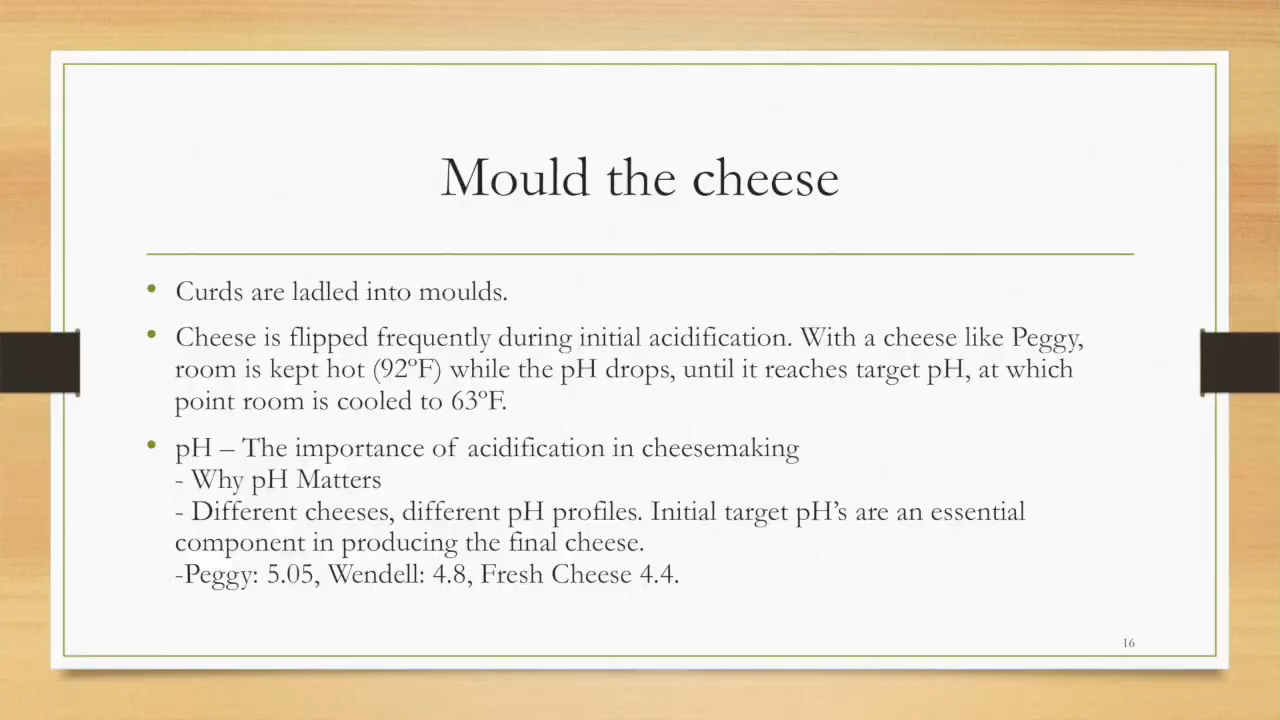 Mould the cheese
• Curds are ladled into moulds.
• Cheese is flipped frequently during initial acidification. With a cheese like Peggy,
room is kept hot (92ºF) while the pH drops, until it reaches target pH, at which
point room is cooled to 63ºF.
• pH – The importance of acidification in cheesemaking
- Why pH Matters
- Different cheeses, different pH profiles. Initial target pH’s are an essential
component in producing the final cheese.
-Peggy: 5.05, Wendell: 4.8, Fresh Cheese 4.4.
16